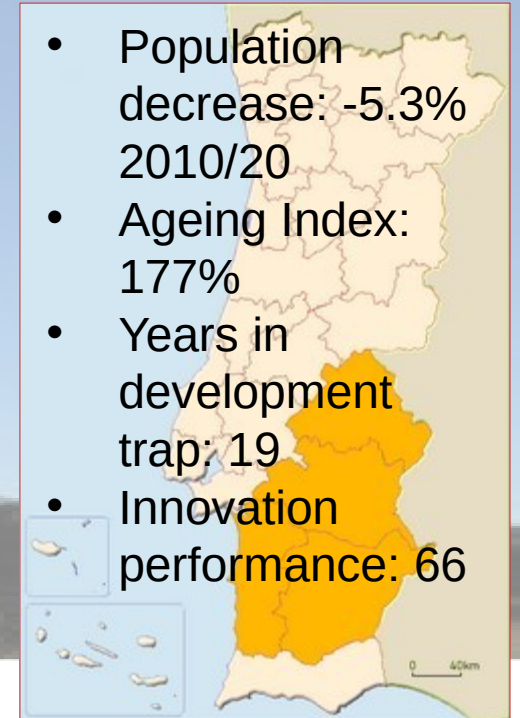 • Population
decrease: -5.3%
2010/20
• Ageing Index:
177%
• Years in
development
trap: 19
• Innovation
performance: 66
0 40km